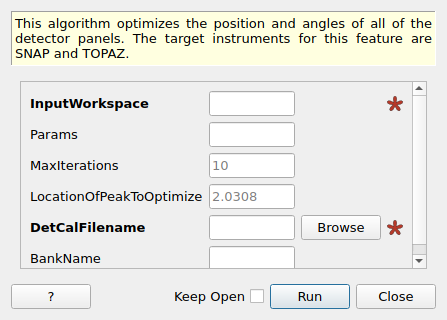 This algorithm optimizes the position and angles of all of the
detector panels. The target instruments for this feature are
SNAP and TOPAZ.
InputWorkspace
Params
MaxIterations 10
LocationOfPeakToOptimize 2.0308
DetCalFilename Browse
BankName
? Keep Open Run Close